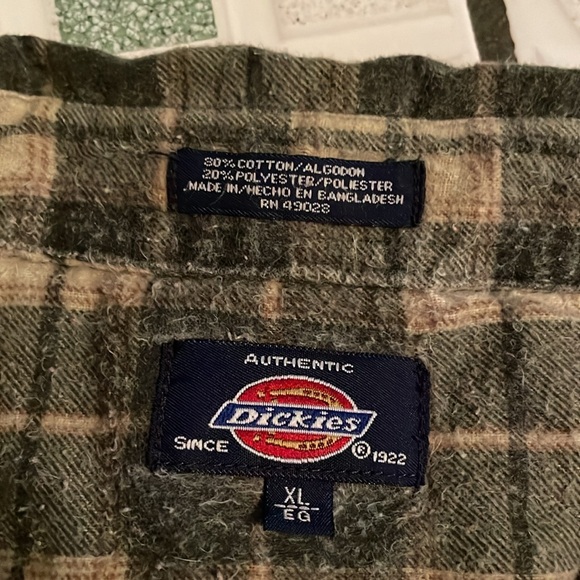 80% COTTON/ALGODON
20% POLYESTER/POLIESTER
MADE IN/HECHO EN BANGLADESH
RN 49028
AUTHENTIC
Dickies
SINCE ® 1922
XL
EG